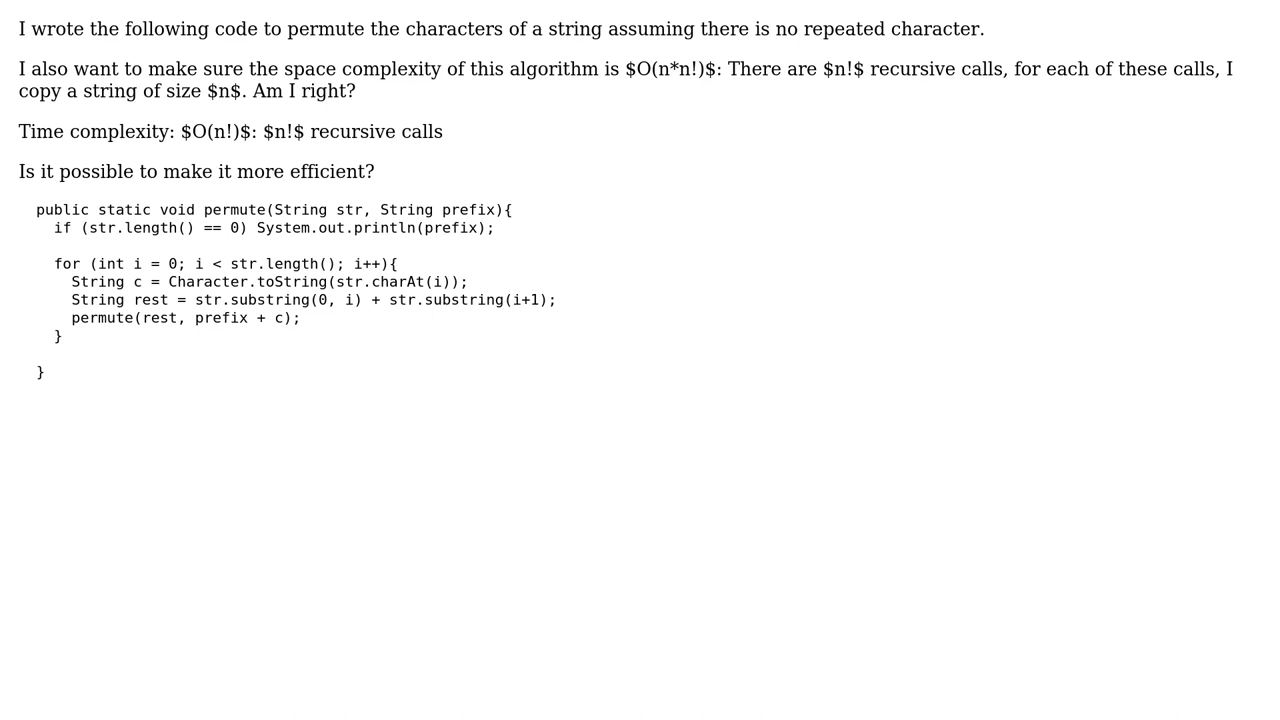 I wrote the following code to permute the characters of a string assuming there is no repeated character.
I also want to make sure the space complexity of this algorithm is $O(n*n!)$: There are $n!$ recursive calls, for each of these calls, I
copy a string of size $n$. Am I right?
Time complexity: $O(n!)$: $n!$ recursive calls
Is it possible to make it more efficient?
public static void permute(String str, String prefix){
  if (str.length() == 0) System.out.println(prefix);
  for (int i = 0; i < str.length(); i++){
    String c = Character.toString(str.charAt(i));
    String rest = str.substring(0, i) + str.substring(i+1);
    permute(rest, prefix + c);
  }
}